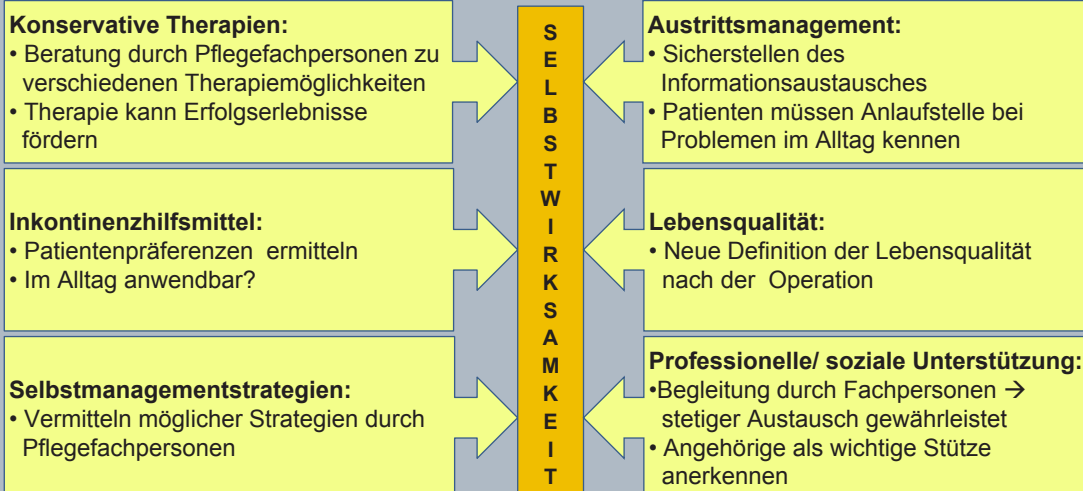 Konservative Therapien:
• Beratung durch Pflegefachpersonen zu
verschiedenen Therapiemöglichkeiten
• Therapie kann Erfolgserlebnisse
fördern
Inkontinenzhilfsmittel:
• Patientenpräferenzen ermitteln
• Im Alltag anwendbar?
Selbstmanagementstrategien:
• Vermitteln möglicher Strategien durch
Pflegefachpersonen
S
E
L
B
S
T
W
I
R
K
S
A
M
K
E
I
T
Austrittsmanagement:
• Sicherstellen des
Informationsaustausches
• Patienten müssen Anlaufstelle bei
Problemen im Alltag kennen
Lebensqualität:
• Neue Definition der Lebensqualität
nach der Operation
Professionelle/ soziale Unterstützung:
•Begleitung durch Fachpersonen →
stetiger Austausch gewährleistet
• Angehörige als wichtige Stütze
anerkennen